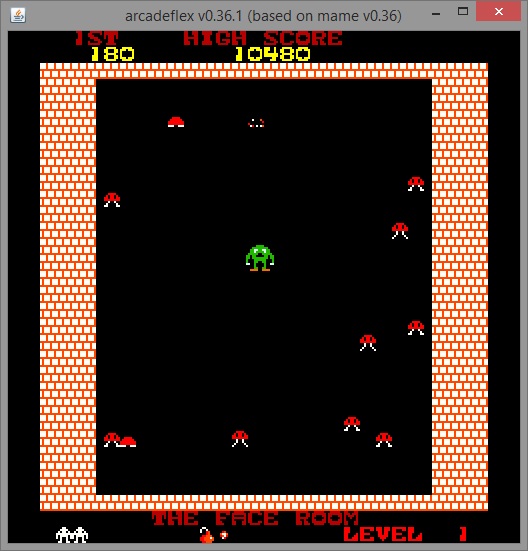 arcadeflex v0.36.1 (based on mame v0.36)
1ST HIGH SCORE
180 10480
THE FACE ROOM
LEVEL 1